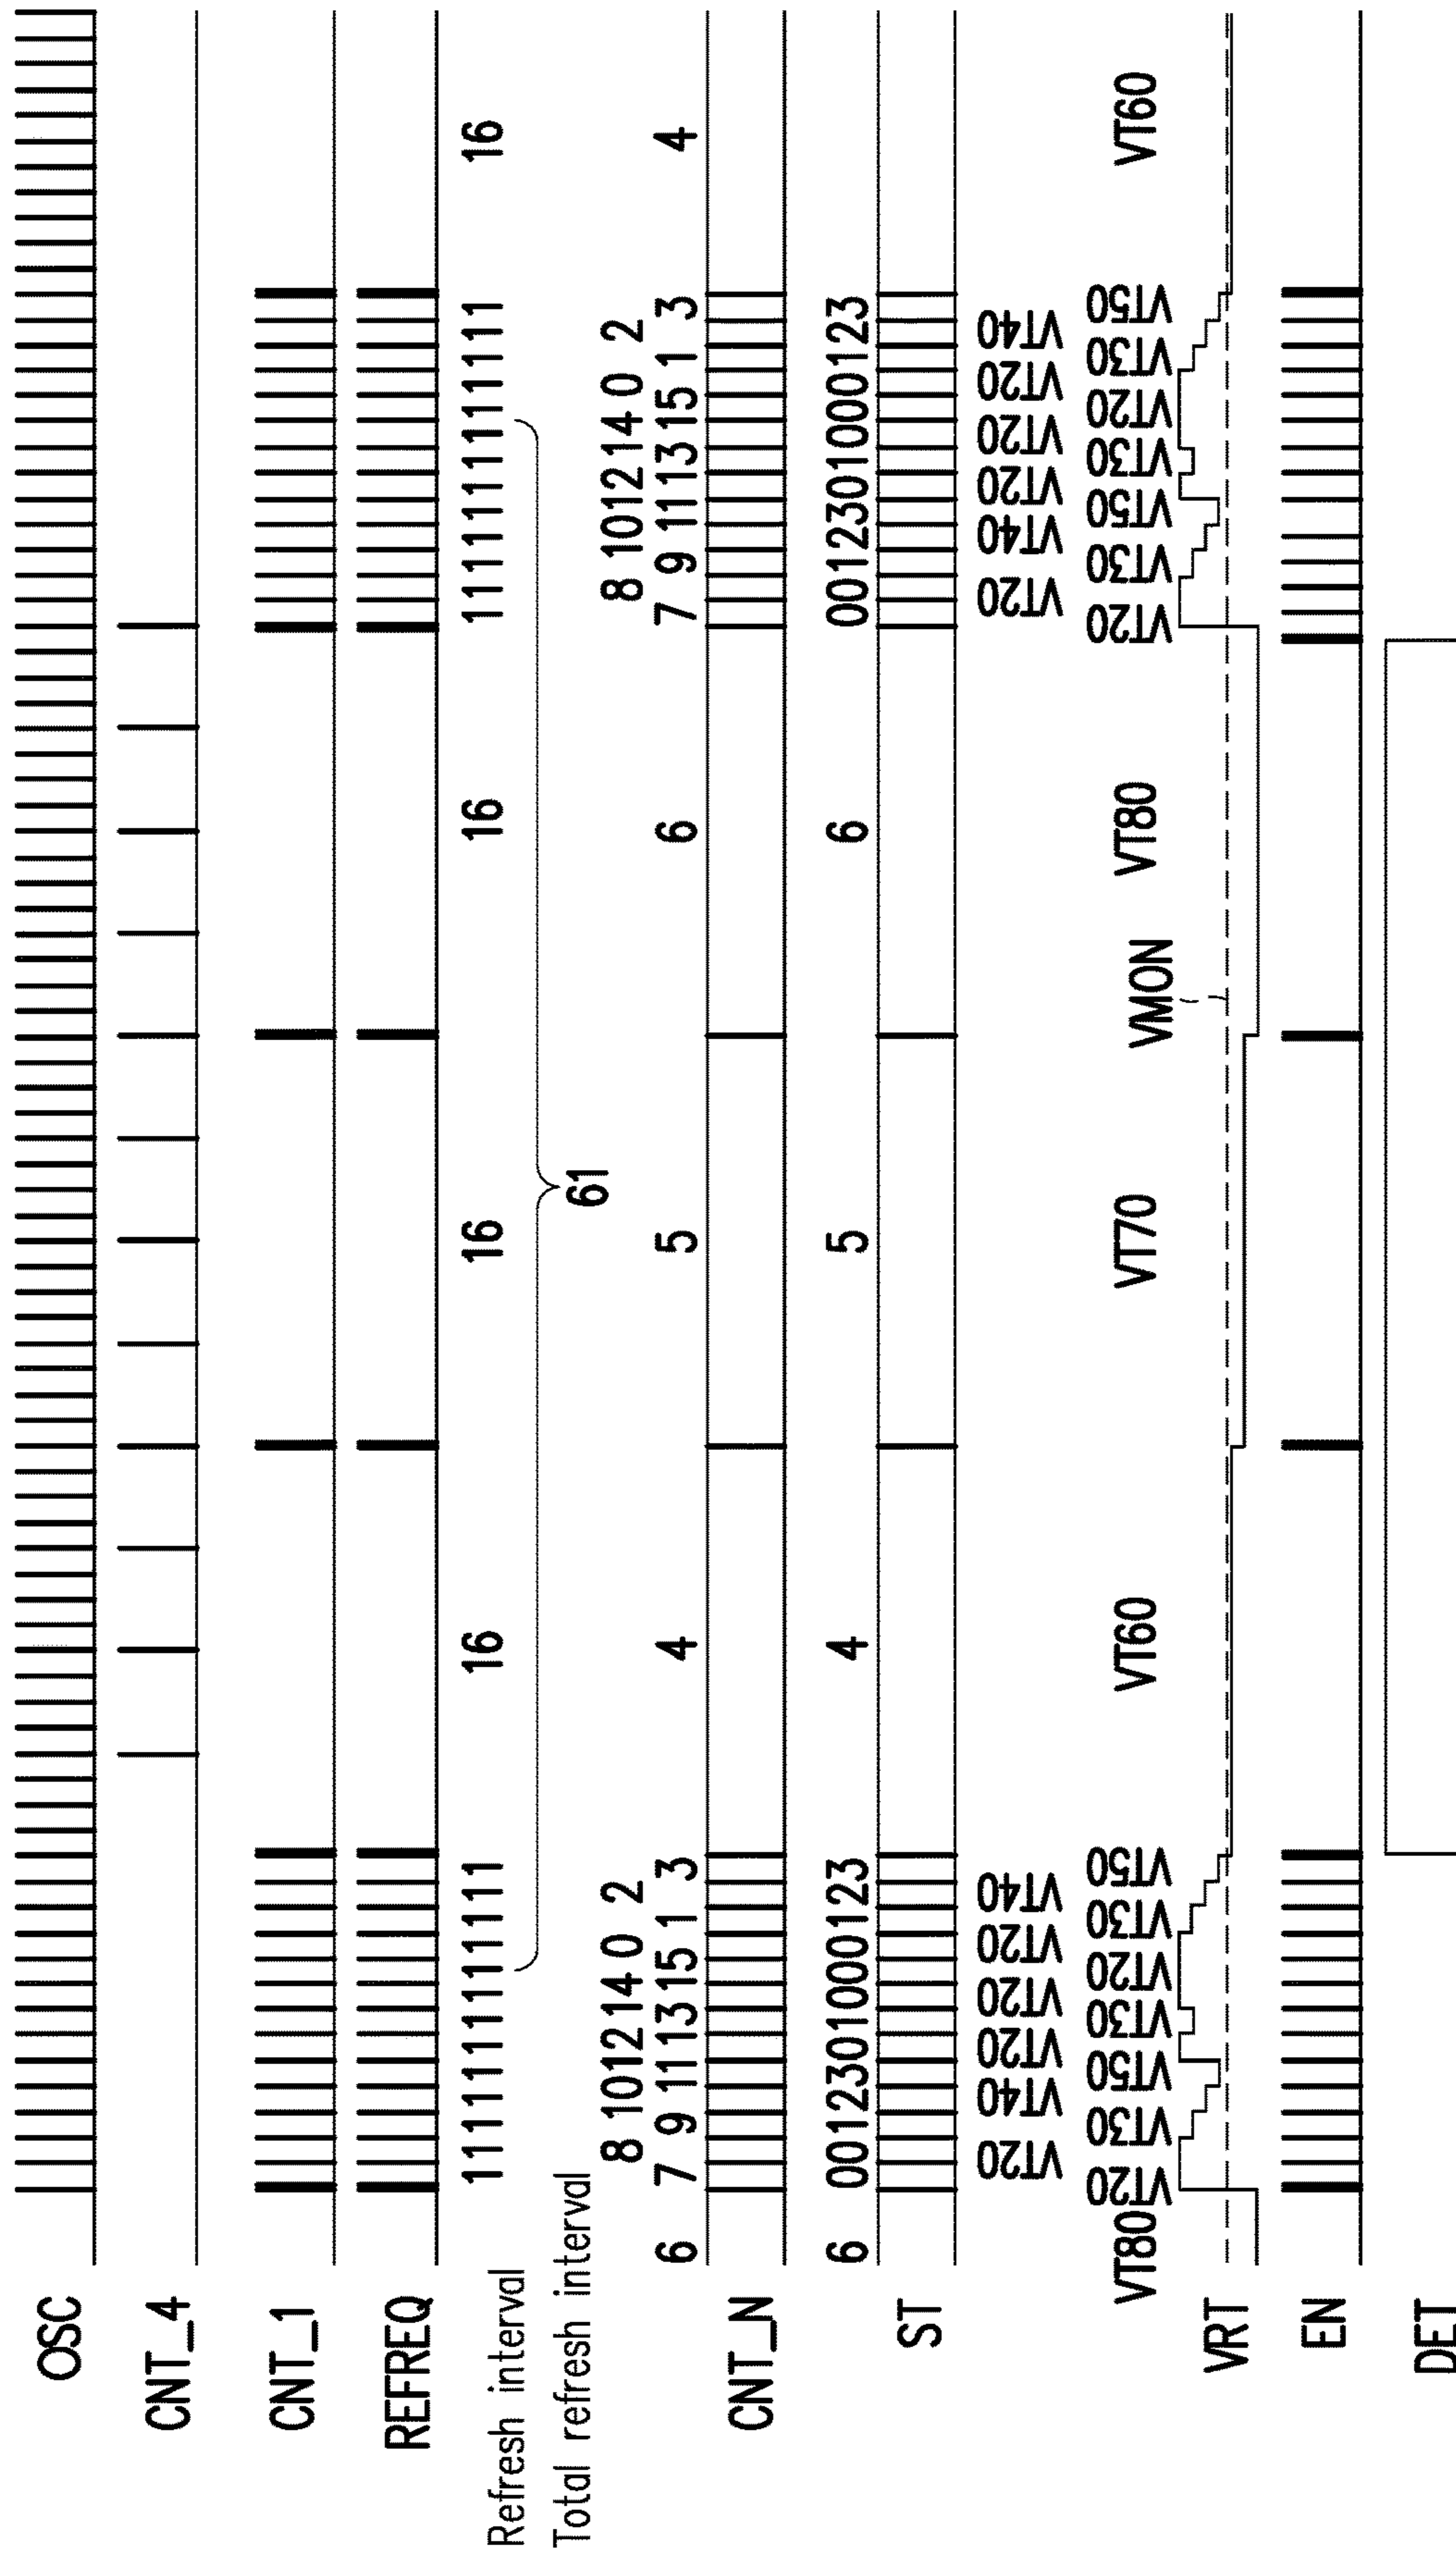 OSC
CNT_4
CNT_1
REFREQ
Refresh interval 1111111111111 16 16 16 1111111111111 16
Total refresh interval 61
8 10 12 14 0 2 8 10 12 14 0 2
6 7 9 11 13 15 1 3 4 5 6 7 9 11 13 15 1 3 4
CNT_N
6 0012301000123 4 5 6 0012301000123
ST
VT20 VT40 VT20 VT20 VT20 VT40 VT20 VT40 VT20 VT20 VT20 VT40
VT80 VT20 VT30 VT50 VT30 VT20 VT30 VT50 VT60 VT70 VMON VT80 VT20 VT30 VT50 VT30 VT20 VT30 VT50 VT60
VRT
EN
DET